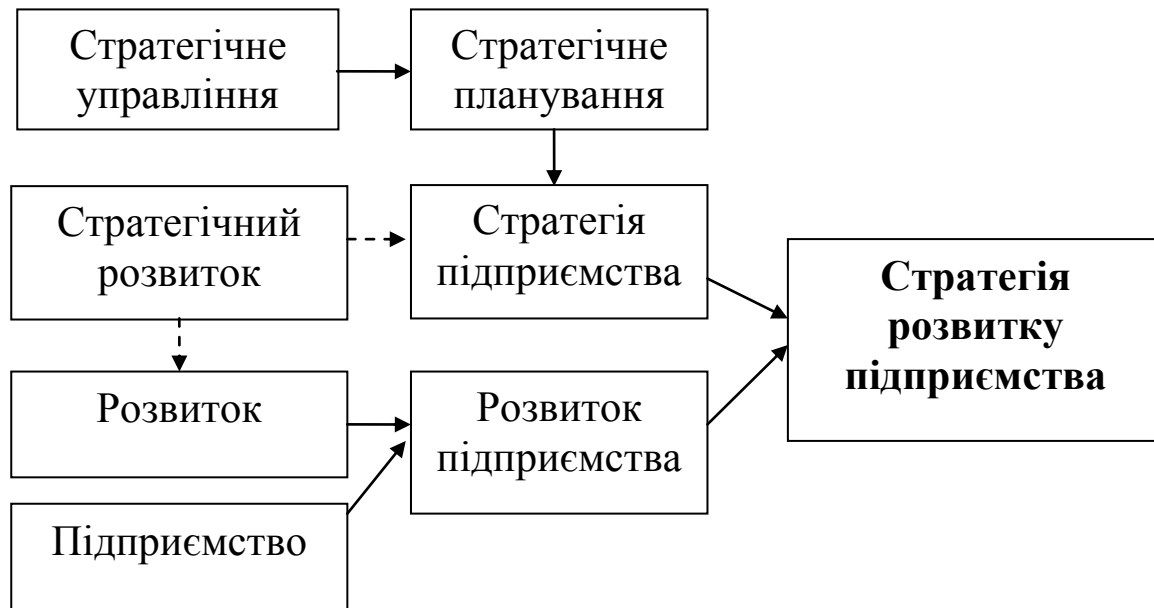 Стратегічне
управління
Стратегічне
планування
Стратегічний
розвиток
Стратегія
підприємства
Стратегія
розвитку
підприємства
Розвиток
Розвиток
підприємства
Підприємство